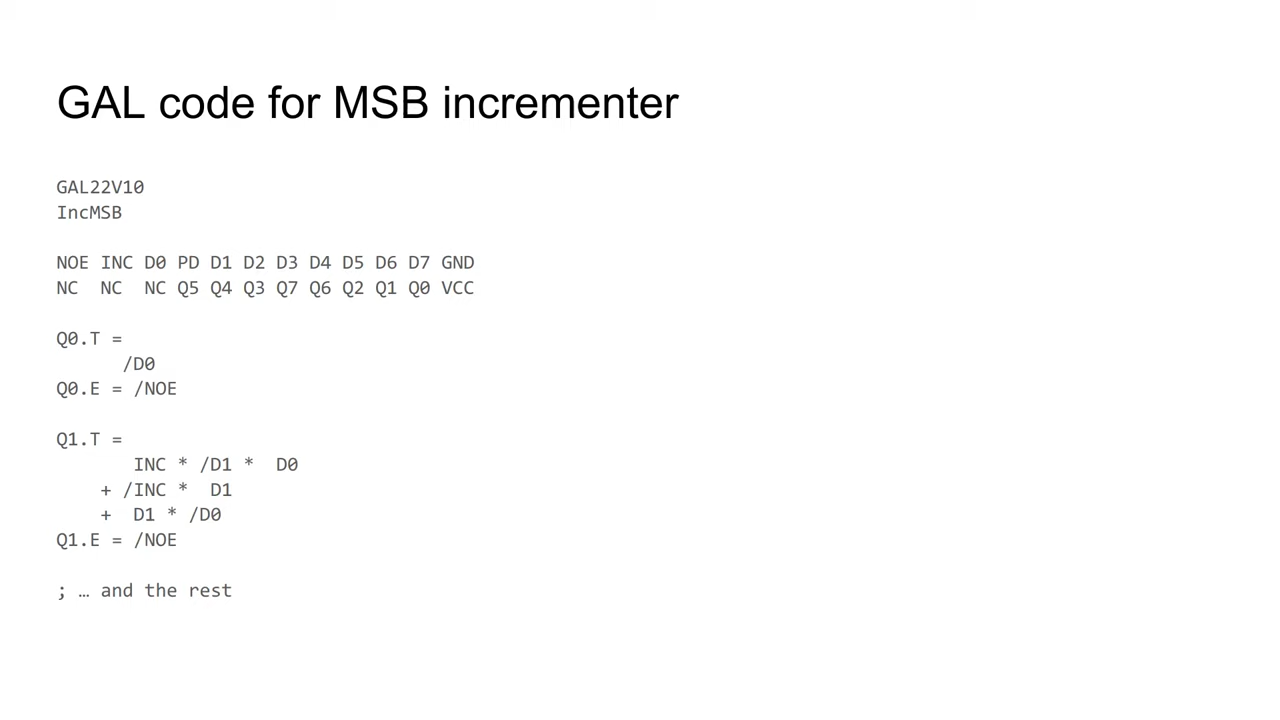 GAL code for MSB incrementer
GAL22V10
IncMSB
NOE INC D0 PD D1 D2 D3 D4 D5 D6 D7 GND
NC  NC  NC Q5 Q4 Q3 Q7 Q6 Q2 Q1 Q0 VCC
Q0.T =
      /D0
Q0.E = /NOE
Q1.T =
       INC * /D1 *  D0
    + /INC *  D1
    +  D1 * /D0
Q1.E = /NOE
; … and the rest